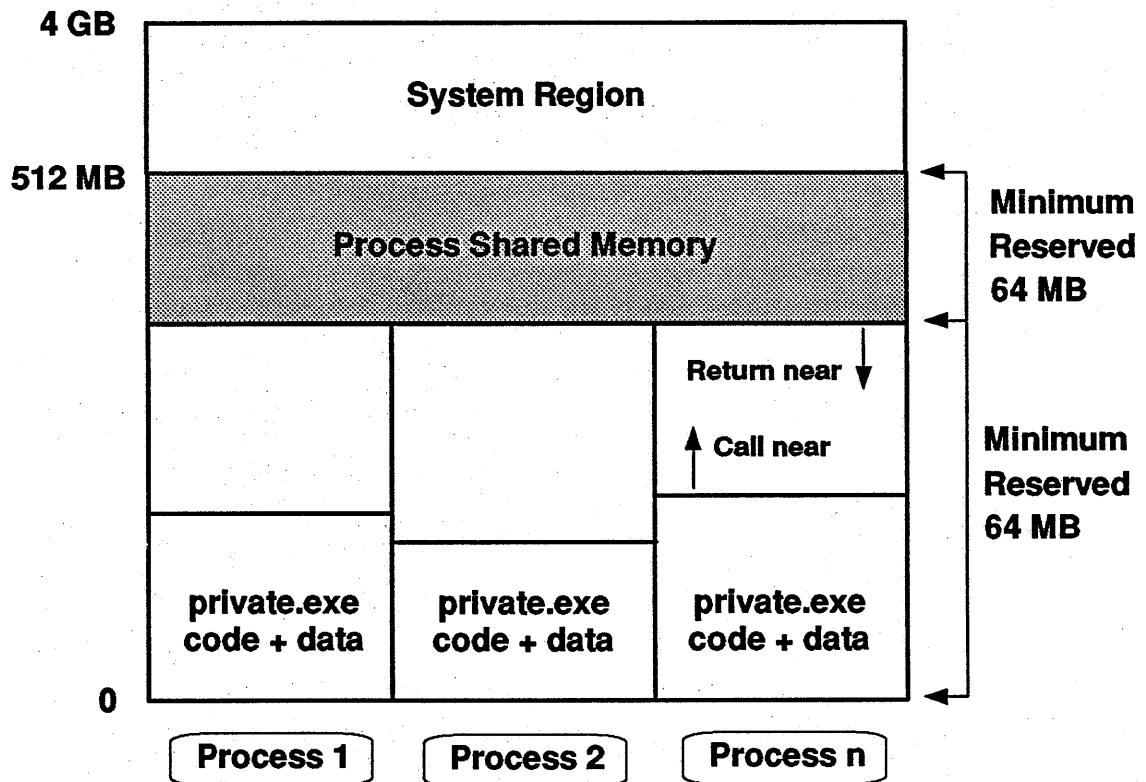 4 GB
System Region
512 MB
Process Shared Memory
Minimum
Reserved
64 MB
Return near
Call near
Minimum
Reserved
64 MB
private.exe
code + data
private.exe
code + data
private.exe
code + data
0
Process 1
Process 2
Process n